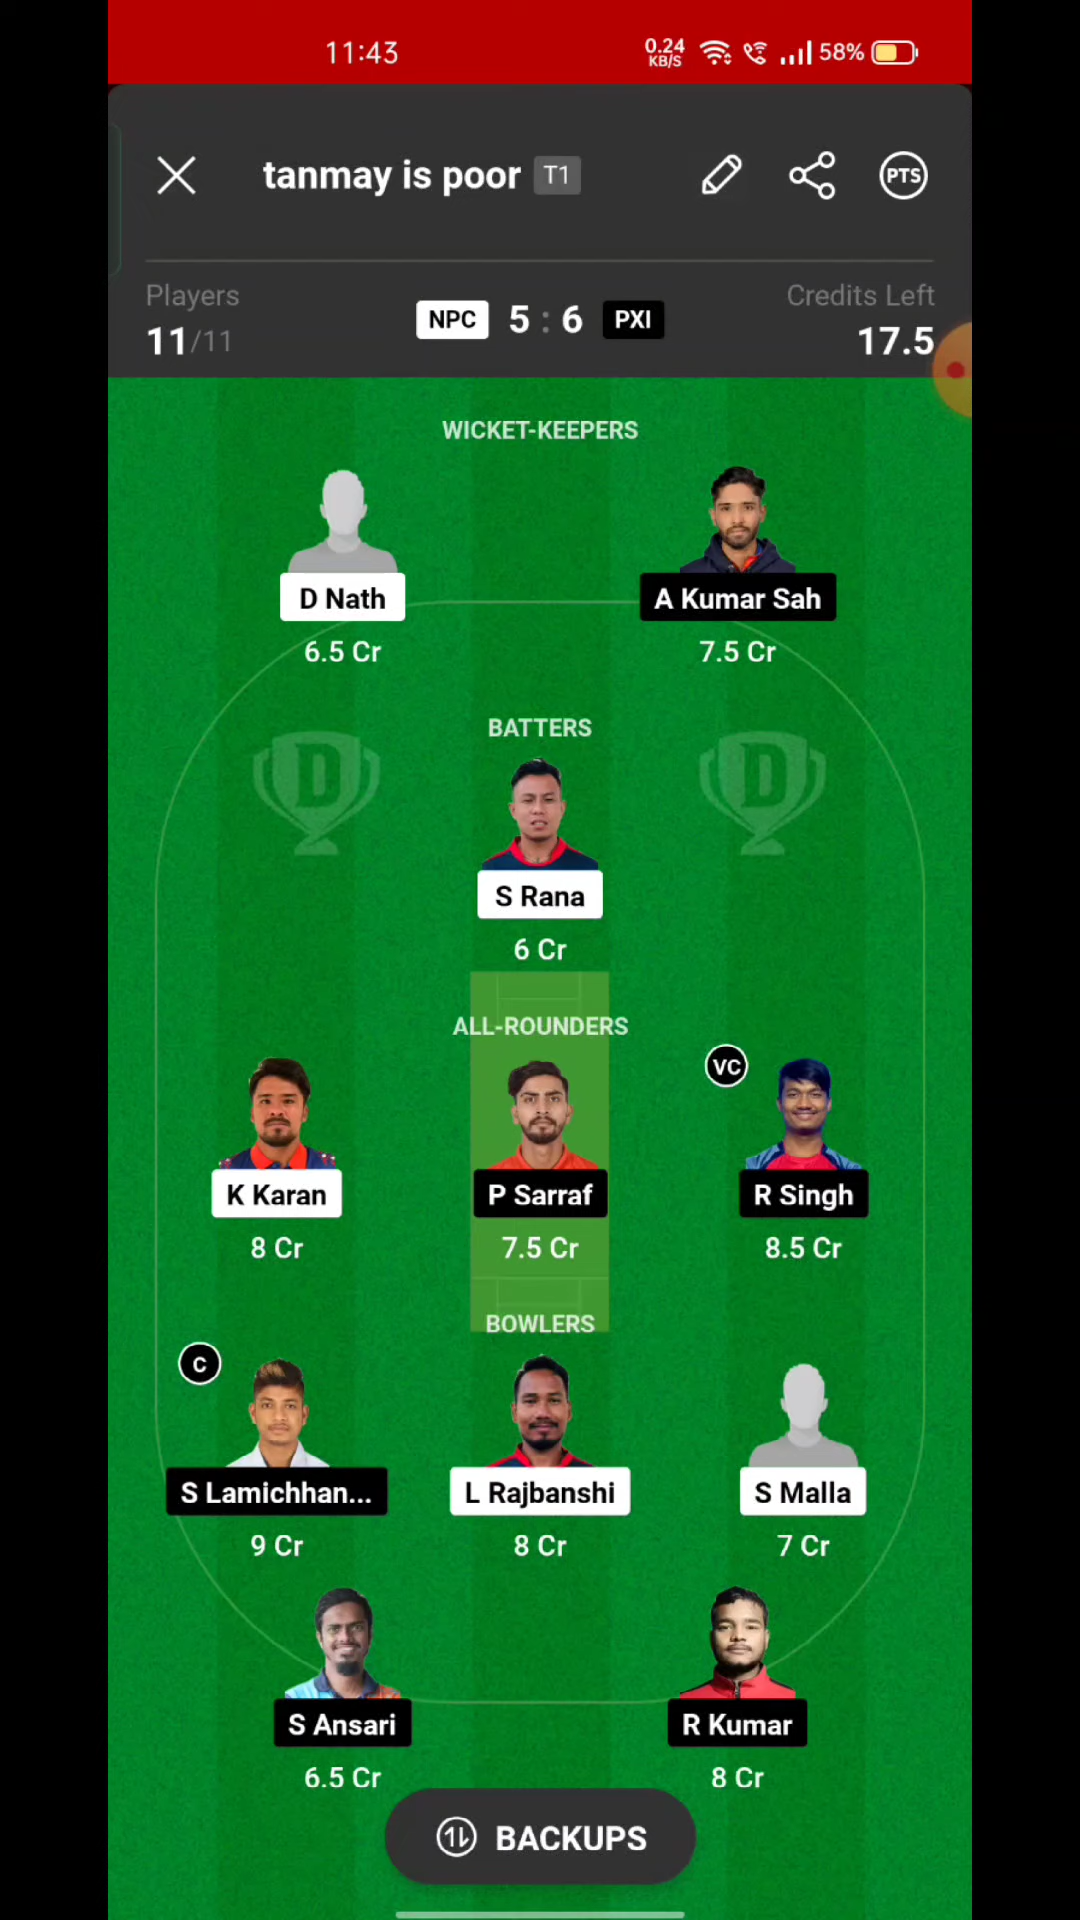 11:43
0.24 KB/S
58%
tanmay is poor T1
PTS
Players
Credits Left
11/11
NPC 5 : 6 PXI
17.5
WICKET-KEEPERS
D Nath
A Kumar Sah
6.5 Cr
7.5 Cr
BATTERS
D
D
S Rana
6 Cr
ALL-ROUNDERS
VC
K Karan
P Sarraf
R Singh
8 Cr
7.5 Cr
8.5 Cr
BOWLERS
C
S Lamichhan...
L Rajbanshi
S Malla
9 Cr
8 Cr
7 Cr
S Ansari
R Kumar
6.5 Cr
8 Cr
BACKUPS